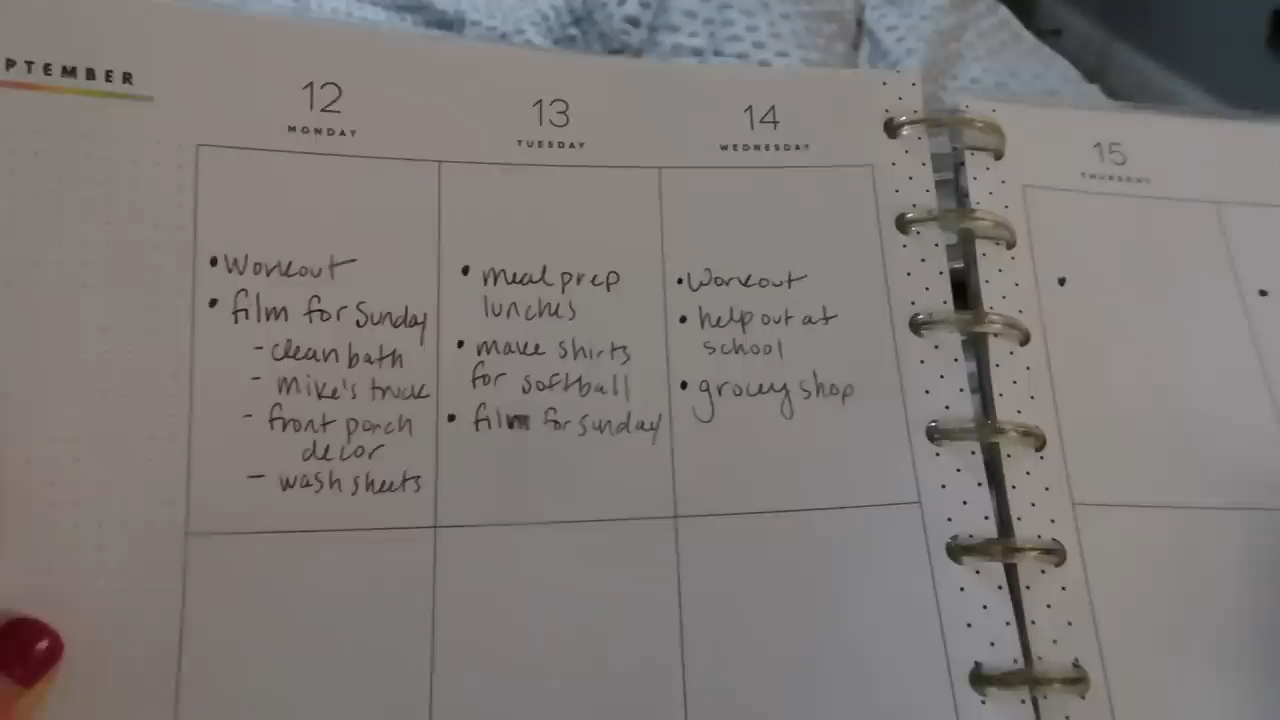 PTEMBER
12
MONDAY
• Workout
• film for Sunday
- clean bath
- mike's truck
- front porch
decor
- wash sheets
13
TUESDAY
• meal prep
lunches
• make shirts
for softball
• film for sunday
14
WEDNESDAY
• Workout
• help out at
school
• grocery shop
15
THURSDAY
•
•